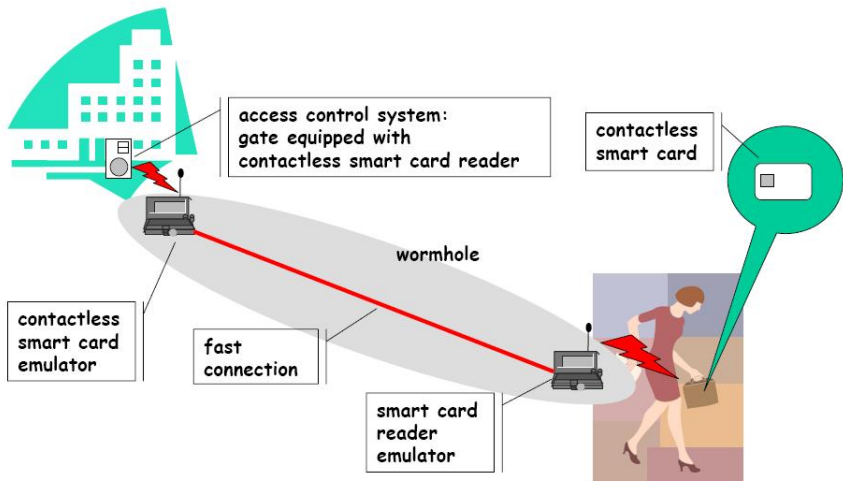 access control system:
gate equipped with
contactless smart card reader
contactless
smart card
wormhole
contactless
smart card
emulator
fast
connection
smart card
reader
emulator